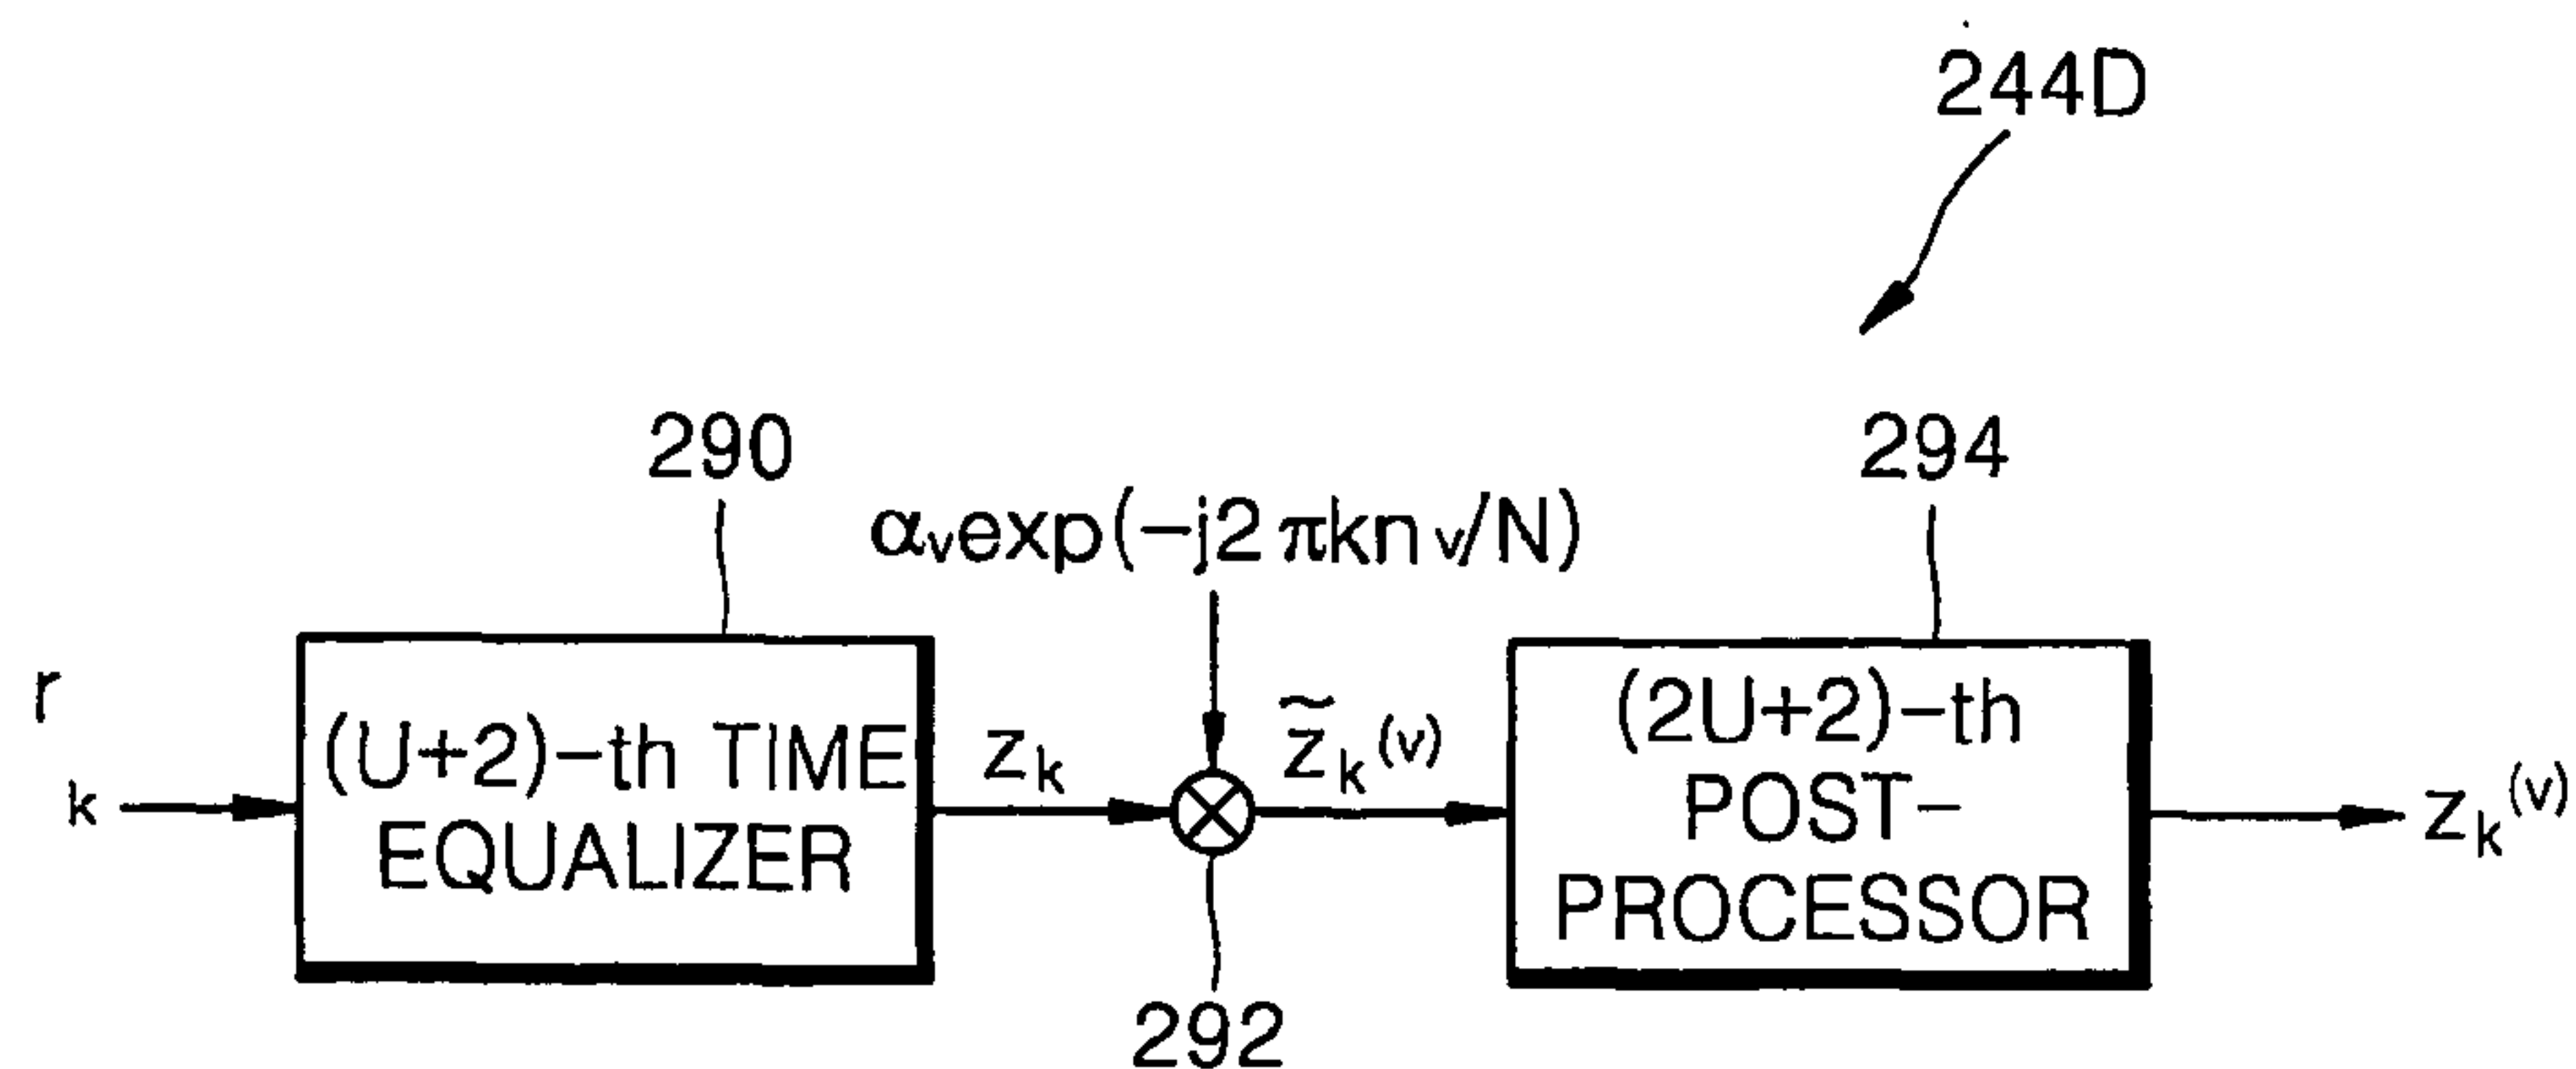 244D
290
294
αᵥexp(-j2πknᵥ/N)
r
k
(U+2)-th TIME
EQUALIZER
zₖ
z̃ₖ⁽ᵛ⁾
(2U+2)-th
POST-
PROCESSOR
zₖ⁽ᵛ⁾
292